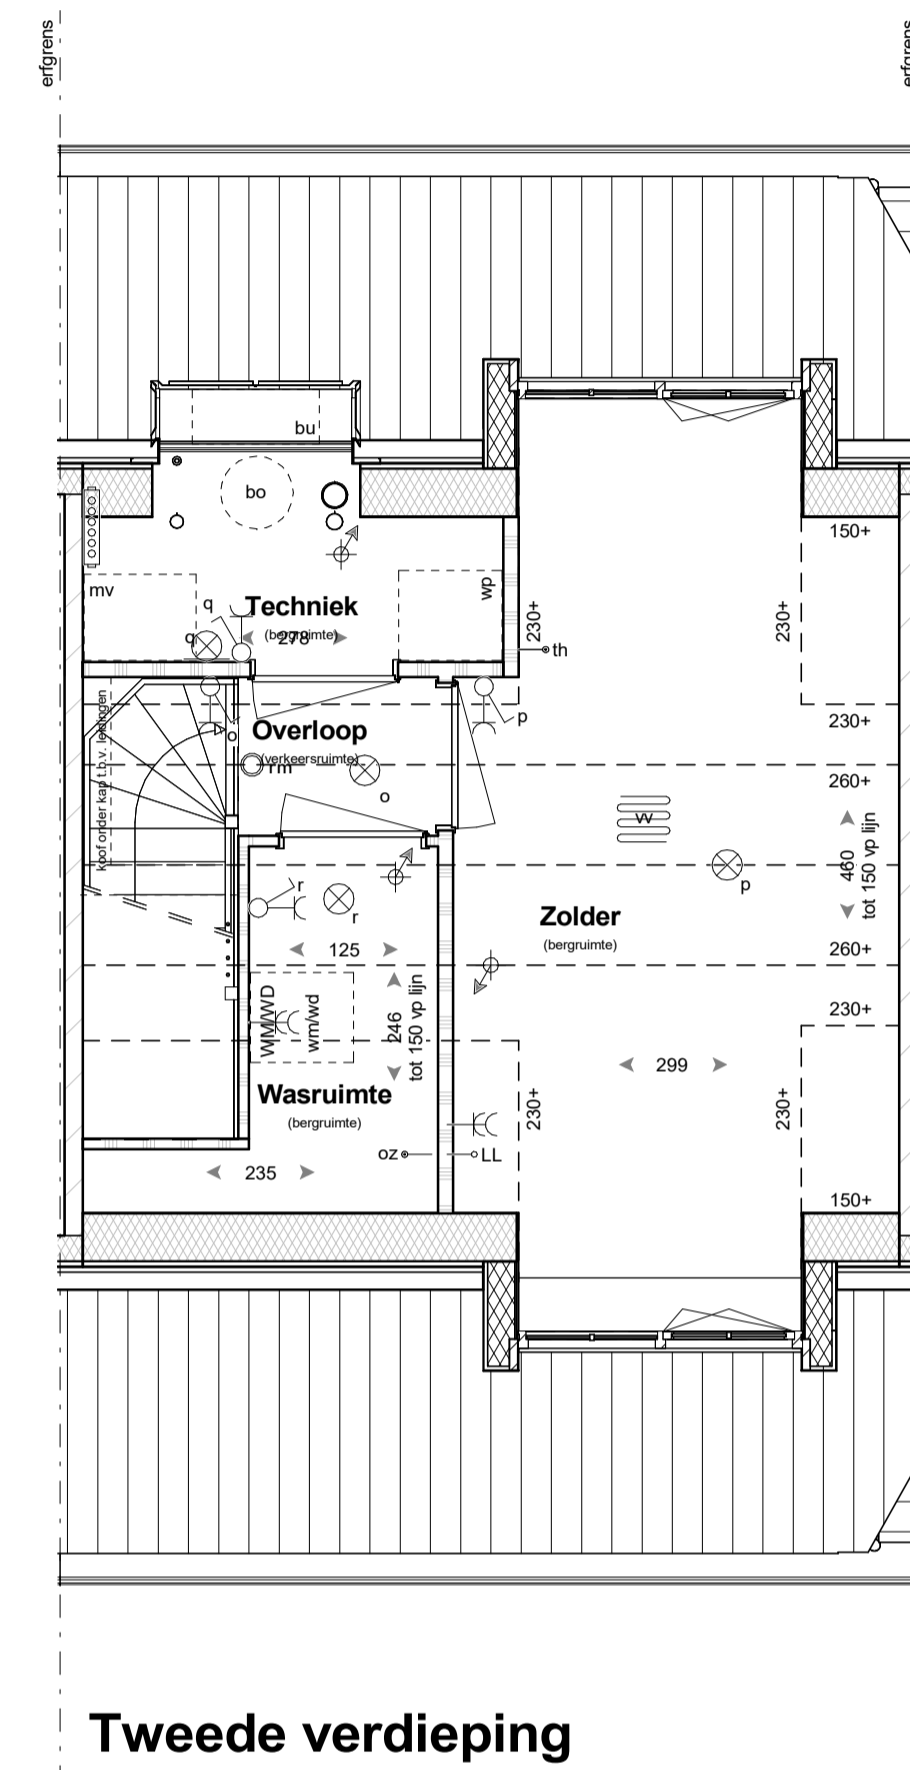 erfgrens
erfgrens
bu
bo
mv
wp
q
q
Techniek
(bergruimte)
278
th
150+
230+
230+
230+
koof onder kap t.b.v. leidingen
o
Overloop
(verkeersruimte)
rm
o
p
260+
vv
p
460
tot 150 vp lijn
r
r
Zolder
(bergruimte)
125
260+
WM/WD
wm/wd
246
tot 150 vp lijn
230+
299
Wasruimte
(bergruimte)
230+
230+
oz
LL
235
150+
Tweede verdieping